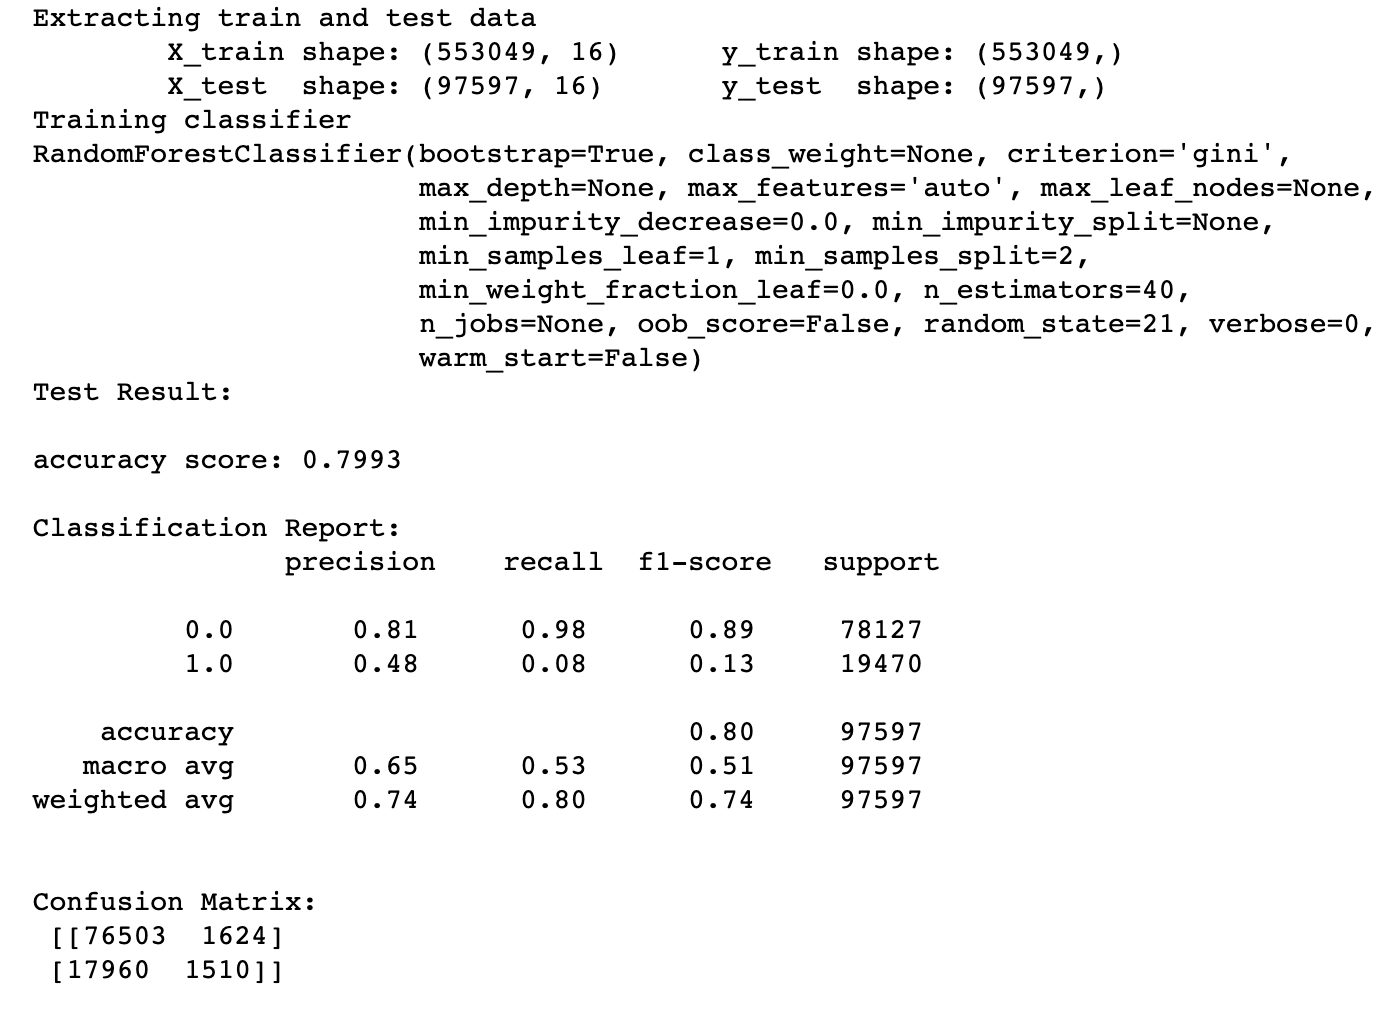 Extracting train and test data
        X_train shape: (553049, 16)      y_train shape: (553049,)
        X_test  shape: (97597, 16)       y_test  shape: (97597,)
Training classifier
RandomForestClassifier(bootstrap=True, class_weight=None, criterion='gini',
                       max_depth=None, max_features='auto', max_leaf_nodes=None,
                       min_impurity_decrease=0.0, min_impurity_split=None,
                       min_samples_leaf=1, min_samples_split=2,
                       min_weight_fraction_leaf=0.0, n_estimators=40,
                       n_jobs=None, oob_score=False, random_state=21, verbose=0,
                       warm_start=False)
Test Result:
accuracy score: 0.7993
Classification Report:
               precision    recall  f1-score   support
         0.0       0.81      0.98      0.89     78127
         1.0       0.48      0.08      0.13     19470
    accuracy                           0.80     97597
   macro avg       0.65      0.53      0.51     97597
weighted avg       0.74      0.80      0.74     97597
Confusion Matrix:
 [[76503  1624]
 [17960  1510]]